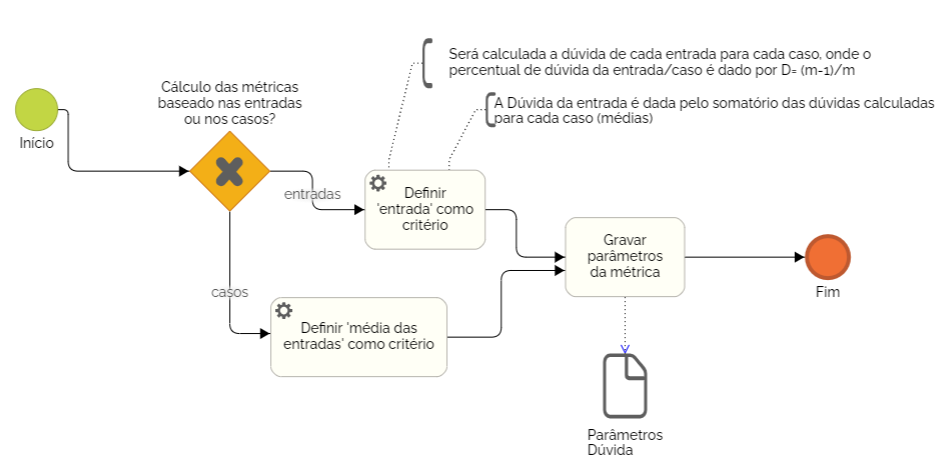 Será calculada a dúvida de cada entrada para cada caso, onde o
percentual de dúvida da entrada/caso é dado por D= (m-1)/m
A Dúvida da entrada é dada pelo somatório das dúvidas calculadas
para cada caso (médias)
Cálculo das métricas
baseado nas entradas
ou nos casos?
Início
entradas
Definir
'entrada' como
critério
Gravar
parâmetros
da métrica
Fim
casos
Definir 'média das
entradas' como critério
Parâmetros
Dúvida